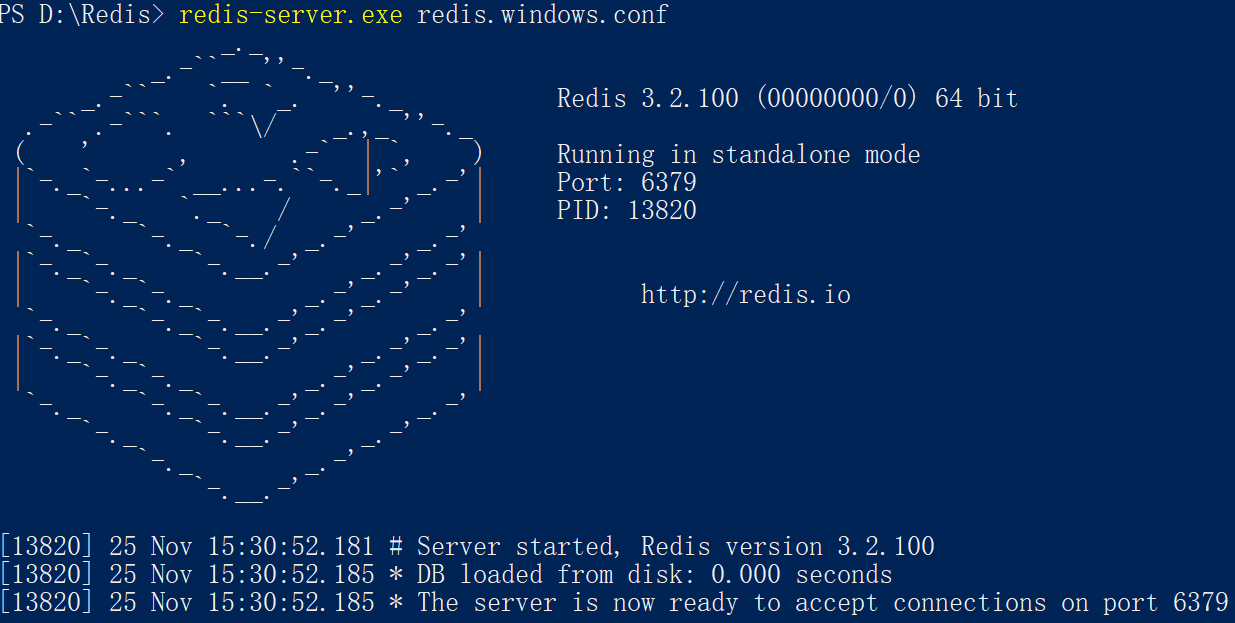 PS D:\Redis> redis-server.exe redis.windows.conf
Redis 3.2.100 (00000000/0) 64 bit
Running in standalone mode
Port: 6379
PID: 13820
http://redis.io
[13820] 25 Nov 15:30:52.181 # Server started, Redis version 3.2.100
[13820] 25 Nov 15:30:52.185 * DB loaded from disk: 0.000 seconds
[13820] 25 Nov 15:30:52.185 * The server is now ready to accept connections on port 6379